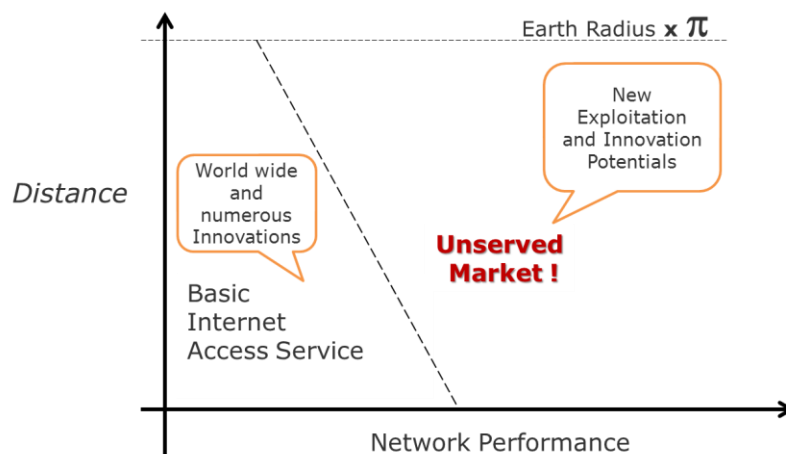 Earth Radius x π
New
Exploitation
and Innovation
Potentials
World wide
and
numerous
Innovations
Distance
Unserved
Market !
Basic
Internet
Access Service
Network Performance